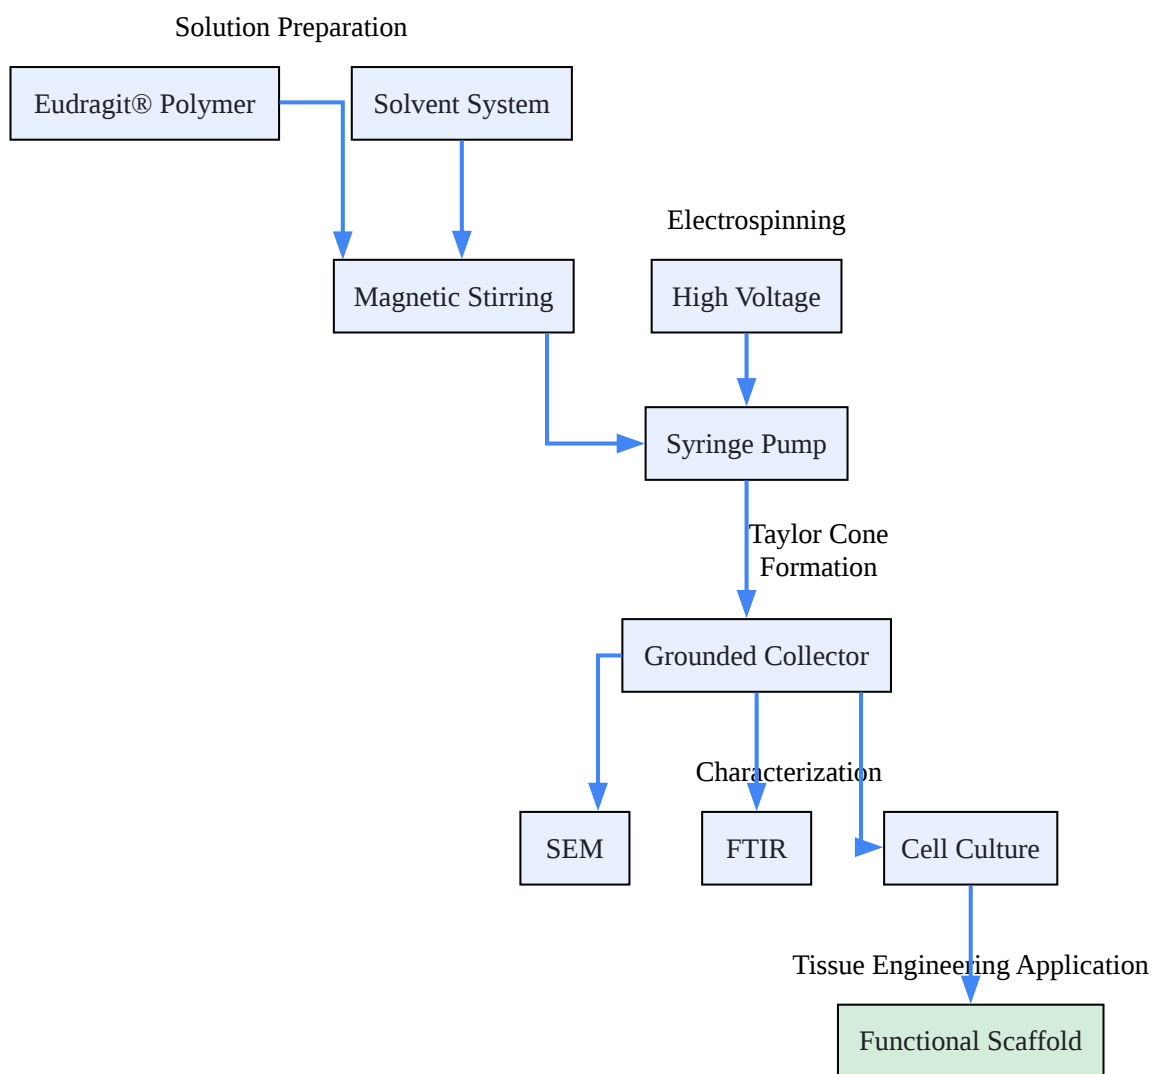 Solution Preparation
Eudragit® Polymer
Solvent System
Electrospinning
Magnetic Stirring
High Voltage
Syringe Pump
Taylor Cone
Formation
Grounded Collector
Characterization
SEM
FTIR
Cell Culture
Tissue Engineering Application
Functional Scaffold